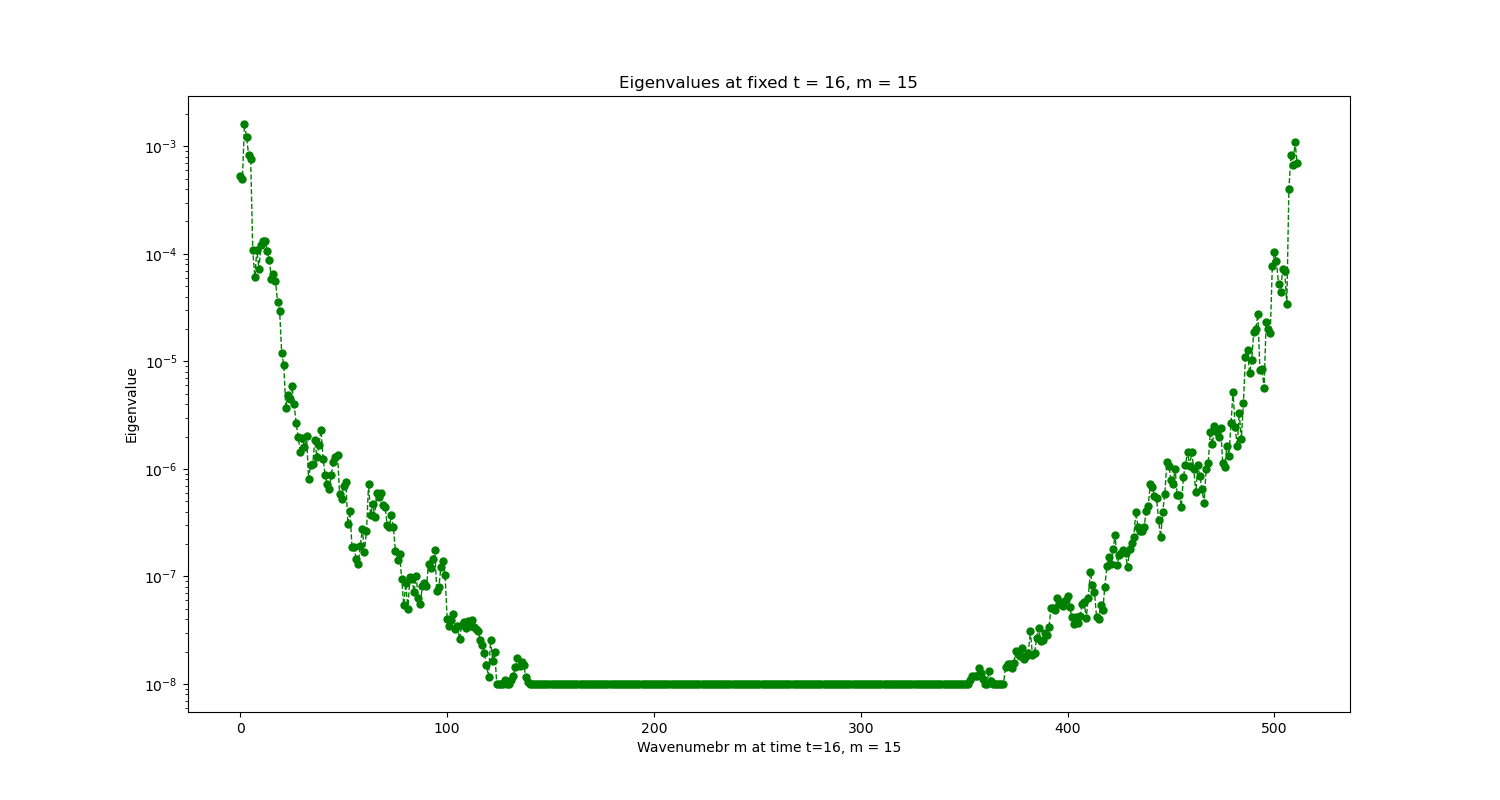 Eigenvalues at fixed t = 16, m = 15
Eigenvalue
10⁻³
10⁻⁴
10⁻⁵
10⁻⁶
10⁻⁷
10⁻⁸
0 100 200 300 400 500
Wavenumebr m at time t=16, m = 15